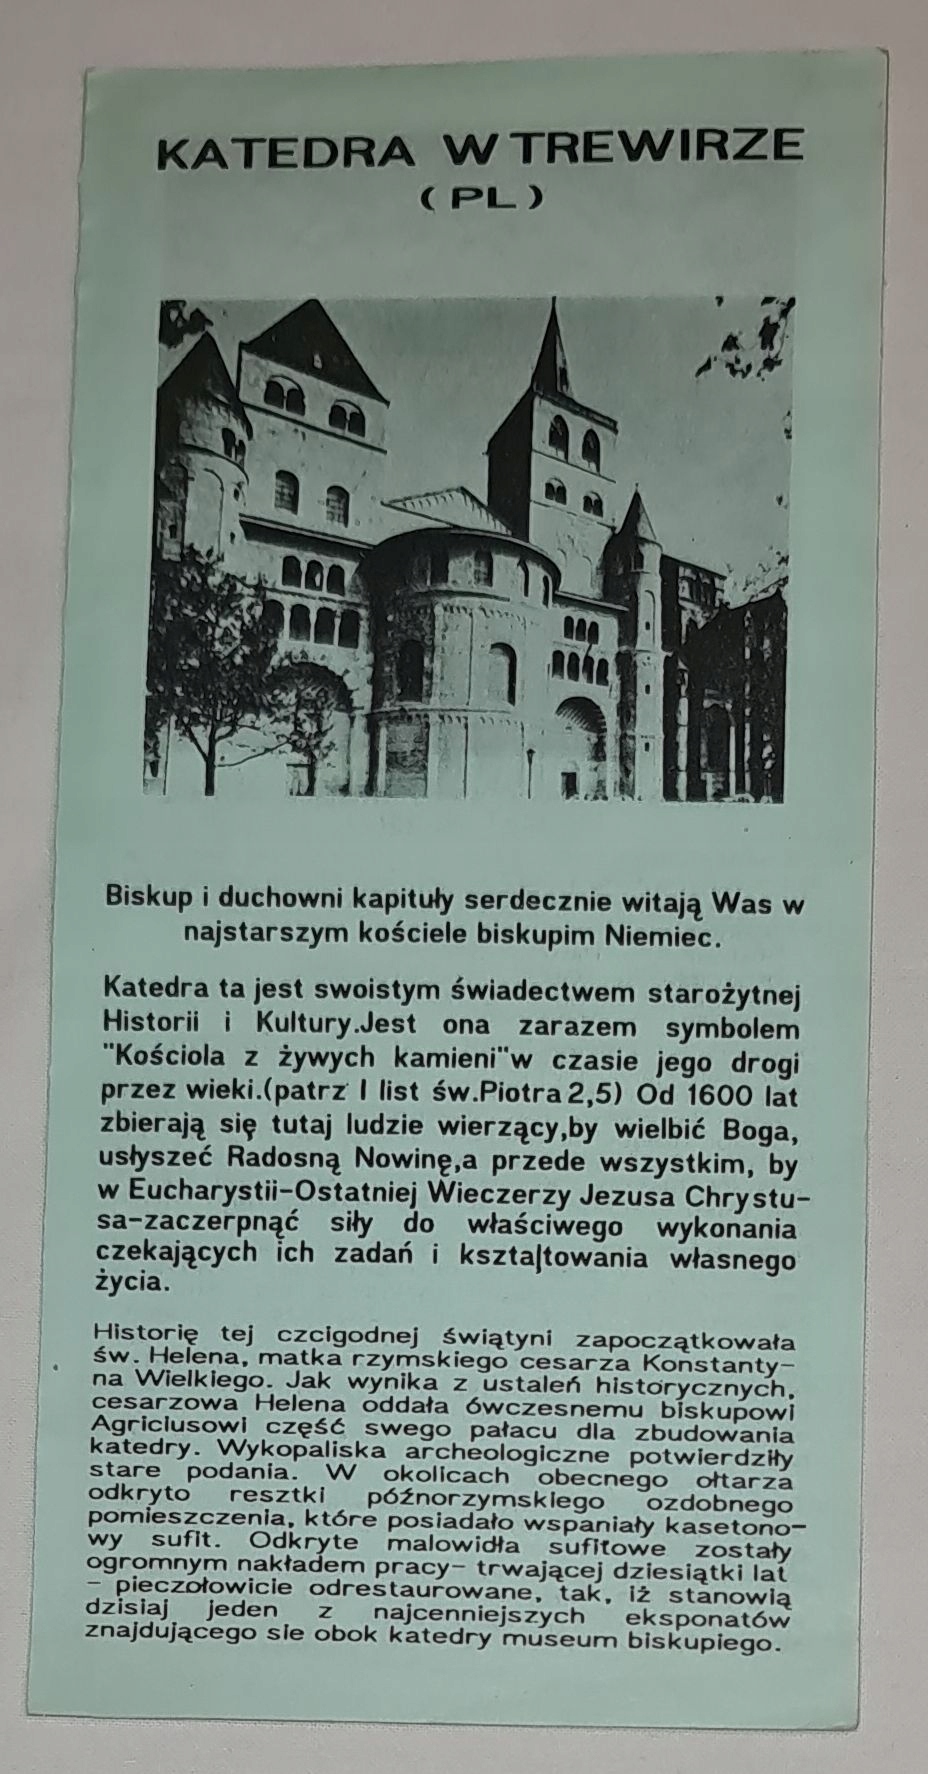 KATEDRA W TREWIRZE
(PL)
Biskup i duchowni kapituły serdecznie witają Was w
najstarszym kościele biskupim Niemiec.
Katedra ta jest swoistym świadectwem starożytnej
Historii i Kultury.Jest ona zarazem symbolem
"Kościola z żywych kamieni"w czasie jego drogi
przez wieki.(patrz I list św.Piotra 2,5) Od 1600 lat
zbierają się tutaj ludzie wierzący,by wielbić Boga,
usłyszeć Radosną Nowinę,a przede wszystkim, by
w Eucharystii-Ostatniej Wieczerzy Jezusa Chrystu-
sa-zaczerpnąć siły do właściwego wykonania
czekających ich zadań i kształtowania własnego
życia.
Historię tej czcigodnej świątyni zapoczątkowała
św. Helena, matka rzymskiego cesarza Konstanty-
na Wielkiego. Jak wynika z ustaleń historycznych,
cesarzowa Helena oddała ówczesnemu biskupowi
Agriciusowi część swego pałacu dla zbudowania
katedry. Wykopaliska archeologiczne potwierdziły
stare podania. W okolicach obecnego ołtarza
odkryto resztki późnorzymskiego ozdobnego
pomieszczenia, które posiadało wspaniały kasetono-
wy sufit. Odkryte malowidła sufitowe zostały
ogromnym nakładem pracy- trwającej dziesiątki lat
- pieczołowicie odrestaurowane, tak, iż stanowią
dzisiaj jeden z najcenniejszych eksponatów
znajdującego sie obok katedry museum biskupiego.